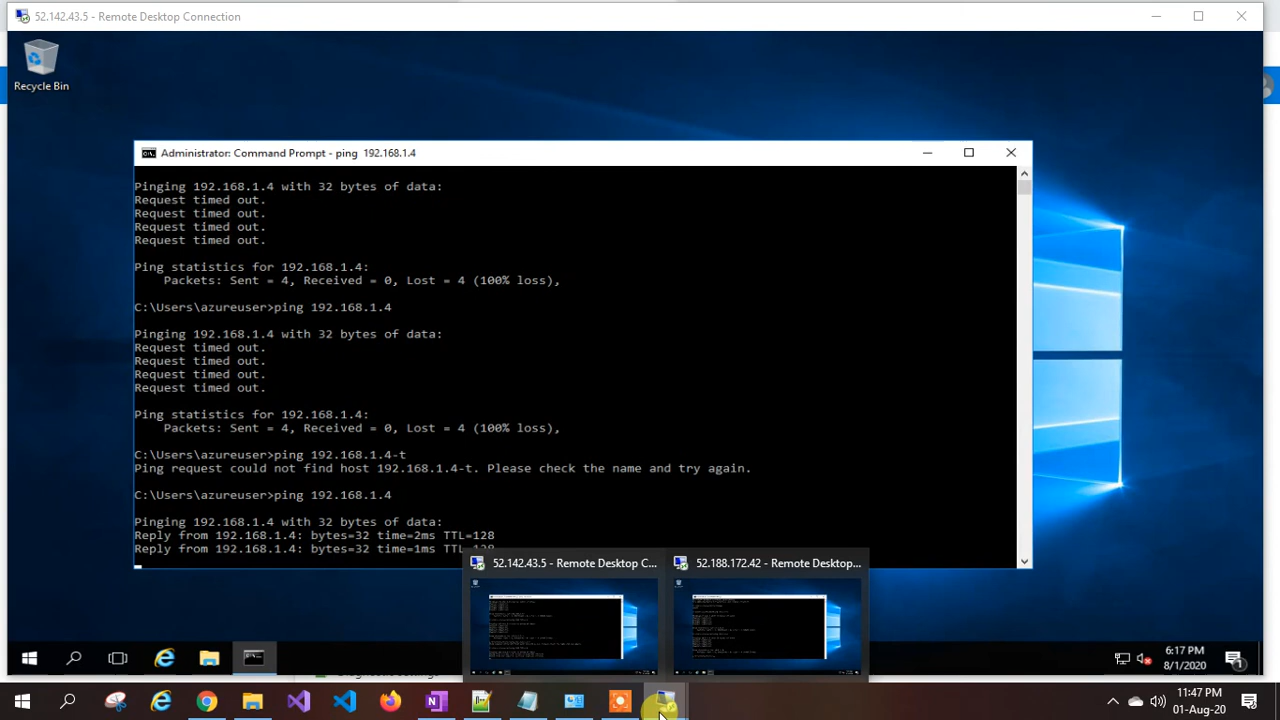 52.142.43.5 - Remote Desktop Connection
Recycle Bin
Administrator: Command Prompt - ping  192.168.1.4
Pinging 192.168.1.4 with 32 bytes of data:
Request timed out.
Request timed out.
Request timed out.
Request timed out.
Ping statistics for 192.168.1.4:
Packets: Sent = 4, Received = 0, Lost = 4 (100% loss),
C:\Users\azureuser>ping 192.168.1.4
Pinging 192.168.1.4 with 32 bytes of data:
Request timed out.
Request timed out.
Request timed out.
Request timed out.
Ping statistics for 192.168.1.4:
Packets: Sent = 4, Received = 0, Lost = 4 (100% loss),
C:\Users\azureuser>ping 192.168.1.4-t
Ping request could not find host 192.168.1.4-t. Please check the name and try again.
C:\Users\azureuser>ping 192.168.1.4
Pinging 192.168.1.4 with 32 bytes of data:
Reply from 192.168.1.4: bytes=32 time=2ms TTL=128
Reply from 192.168.1.4: bytes=32 time=1ms TTL=128
52.142.43.5 - Remote Desktop C...
52.188.172.42 - Remote Desktop...
6:17 PM
8/1/2020
11:47 PM
01-Aug-20